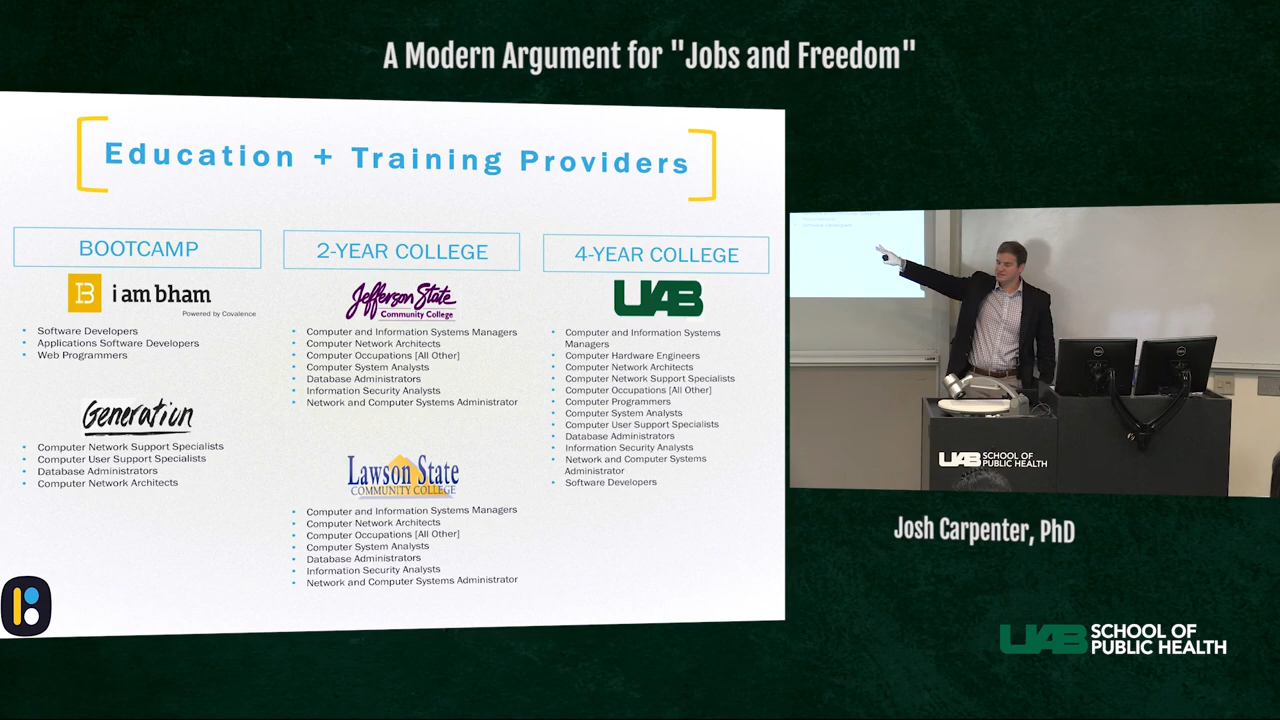 A Modern Argument for "Jobs and Freedom"
Education + Training Providers
BOOTCAMP
B i am bham
Powered by Covalence
Software Developers
Applications Software Developers
Web Programmers
Generation
Computer Network Support Specialists
Computer User Support Specialists
Database Administrators
Computer Network Architects
2-YEAR COLLEGE
Jefferson State
Community College
Computer and Information Systems Managers
Computer Network Architects
Computer Occupations [All Other]
Computer System Analysts
Database Administrators
Information Security Analysts
Network and Computer Systems Administrator
LAWSON STATE
COMMUNITY COLLEGE
Computer and Information Systems Managers
Computer Network Architects
Computer Occupations [All Other]
Computer System Analysts
Database Administrators
Information Security Analysts
Network and Computer Systems Administrator
4-YEAR COLLEGE
UAB
Computer and Information Systems
Managers
Computer Hardware Engineers
Computer Network Architects
Computer Network Support Specialists
Computer Occupations [All Other]
Computer Programmers
Computer System Analysts
Computer User Support Specialists
Database Administrators
Information Security Analysts
Network and Computer Systems
Administrator
Software Developers
DELL
DELL
UAB SCHOOL OF
PUBLIC HEALTH
Josh Carpenter, PhD
UAB SCHOOL OF
PUBLIC HEALTH